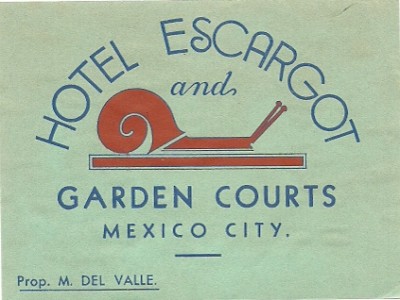 HOTEL ESCARGOT
and
GARDEN COURTS
MEXICO CITY.
Prop. M. DEL VALLE.